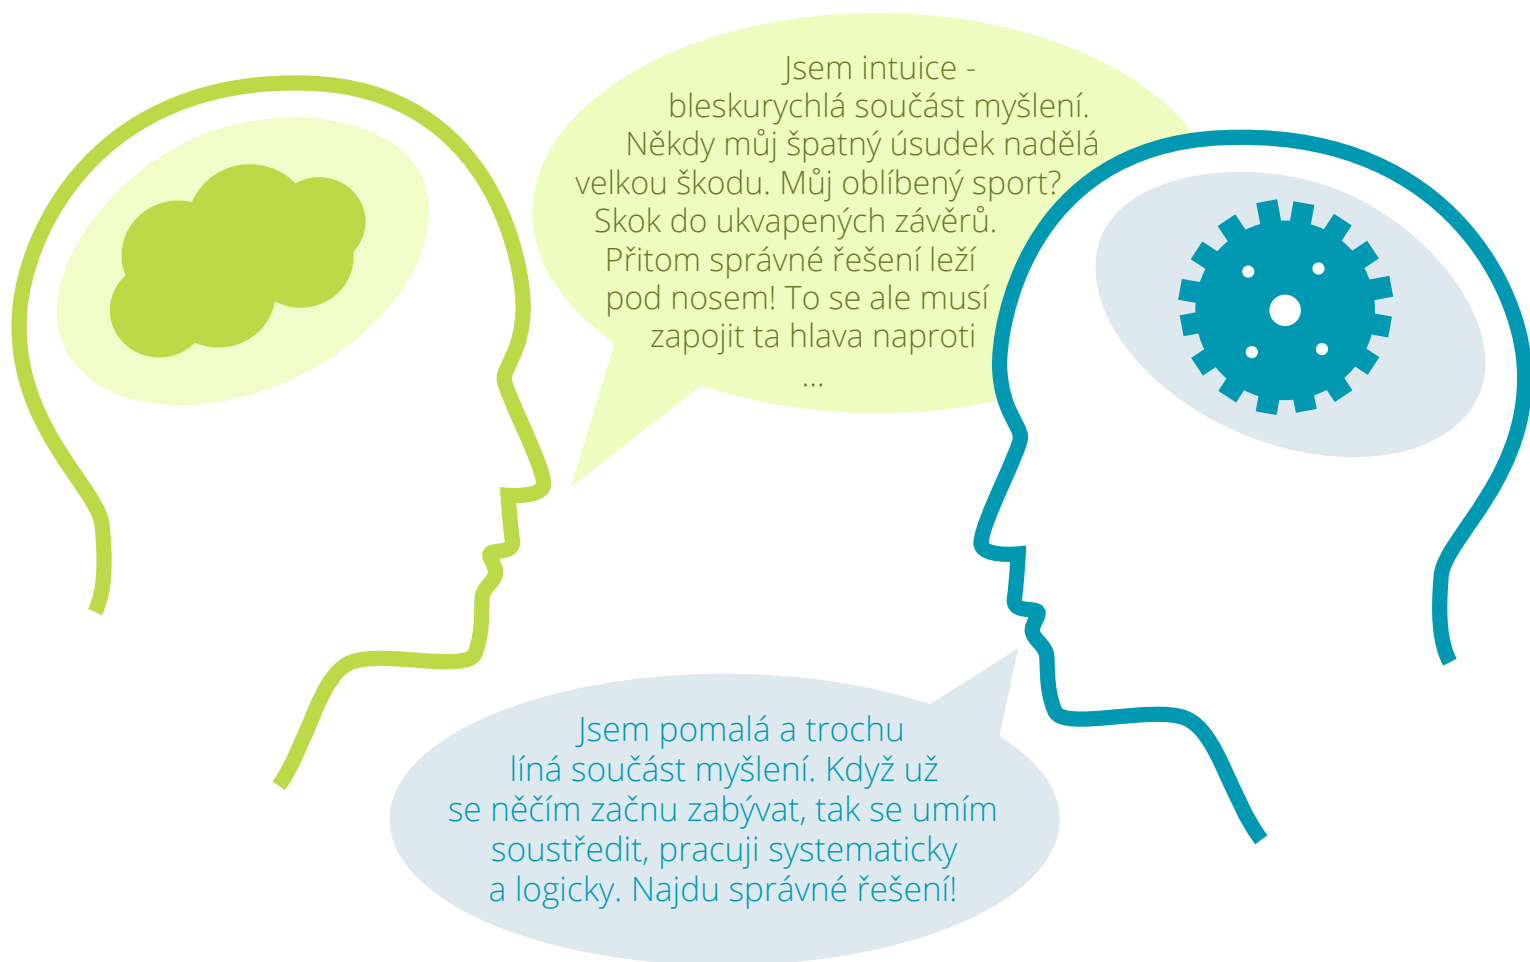 Jsem intuice -
bleskurychlá součást myšlení.
Někdy můj špatný úsudek nadělá
velkou škodu. Můj oblíbený sport?
Skok do ukvapených závěrů.
Přitom správné řešení leží
pod nosem! To se ale musí
zapojit ta hlava naproti
...
Jsem pomalá a trochu
líná součást myšlení. Když už
se něčím začnu zabývat, tak se umím
soustředit, pracuji systematicky
a logicky. Najdu správné řešení!